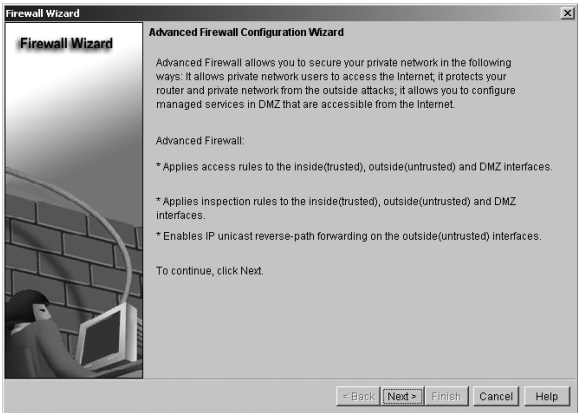 Firewall Wizard
Firewall Wizard
Advanced Firewall Configuration Wizard
Advanced Firewall allows you to secure your private network in the following
ways: It allows private network users to access the Internet; it protects your
router and private network from the outside attacks; it allows you to configure
managed services in DMZ that are accessible from the Internet.
Advanced Firewall:
* Applies access rules to the inside(trusted), outside(untrusted) and DMZ interfaces.
* Applies inspection rules to the inside(trusted), outside(untrusted) and DMZ
interfaces.
* Enables IP unicast reverse-path forwarding on the outside(untrusted) interfaces.
To continue, click Next.
< Back Next > Finish Cancel Help